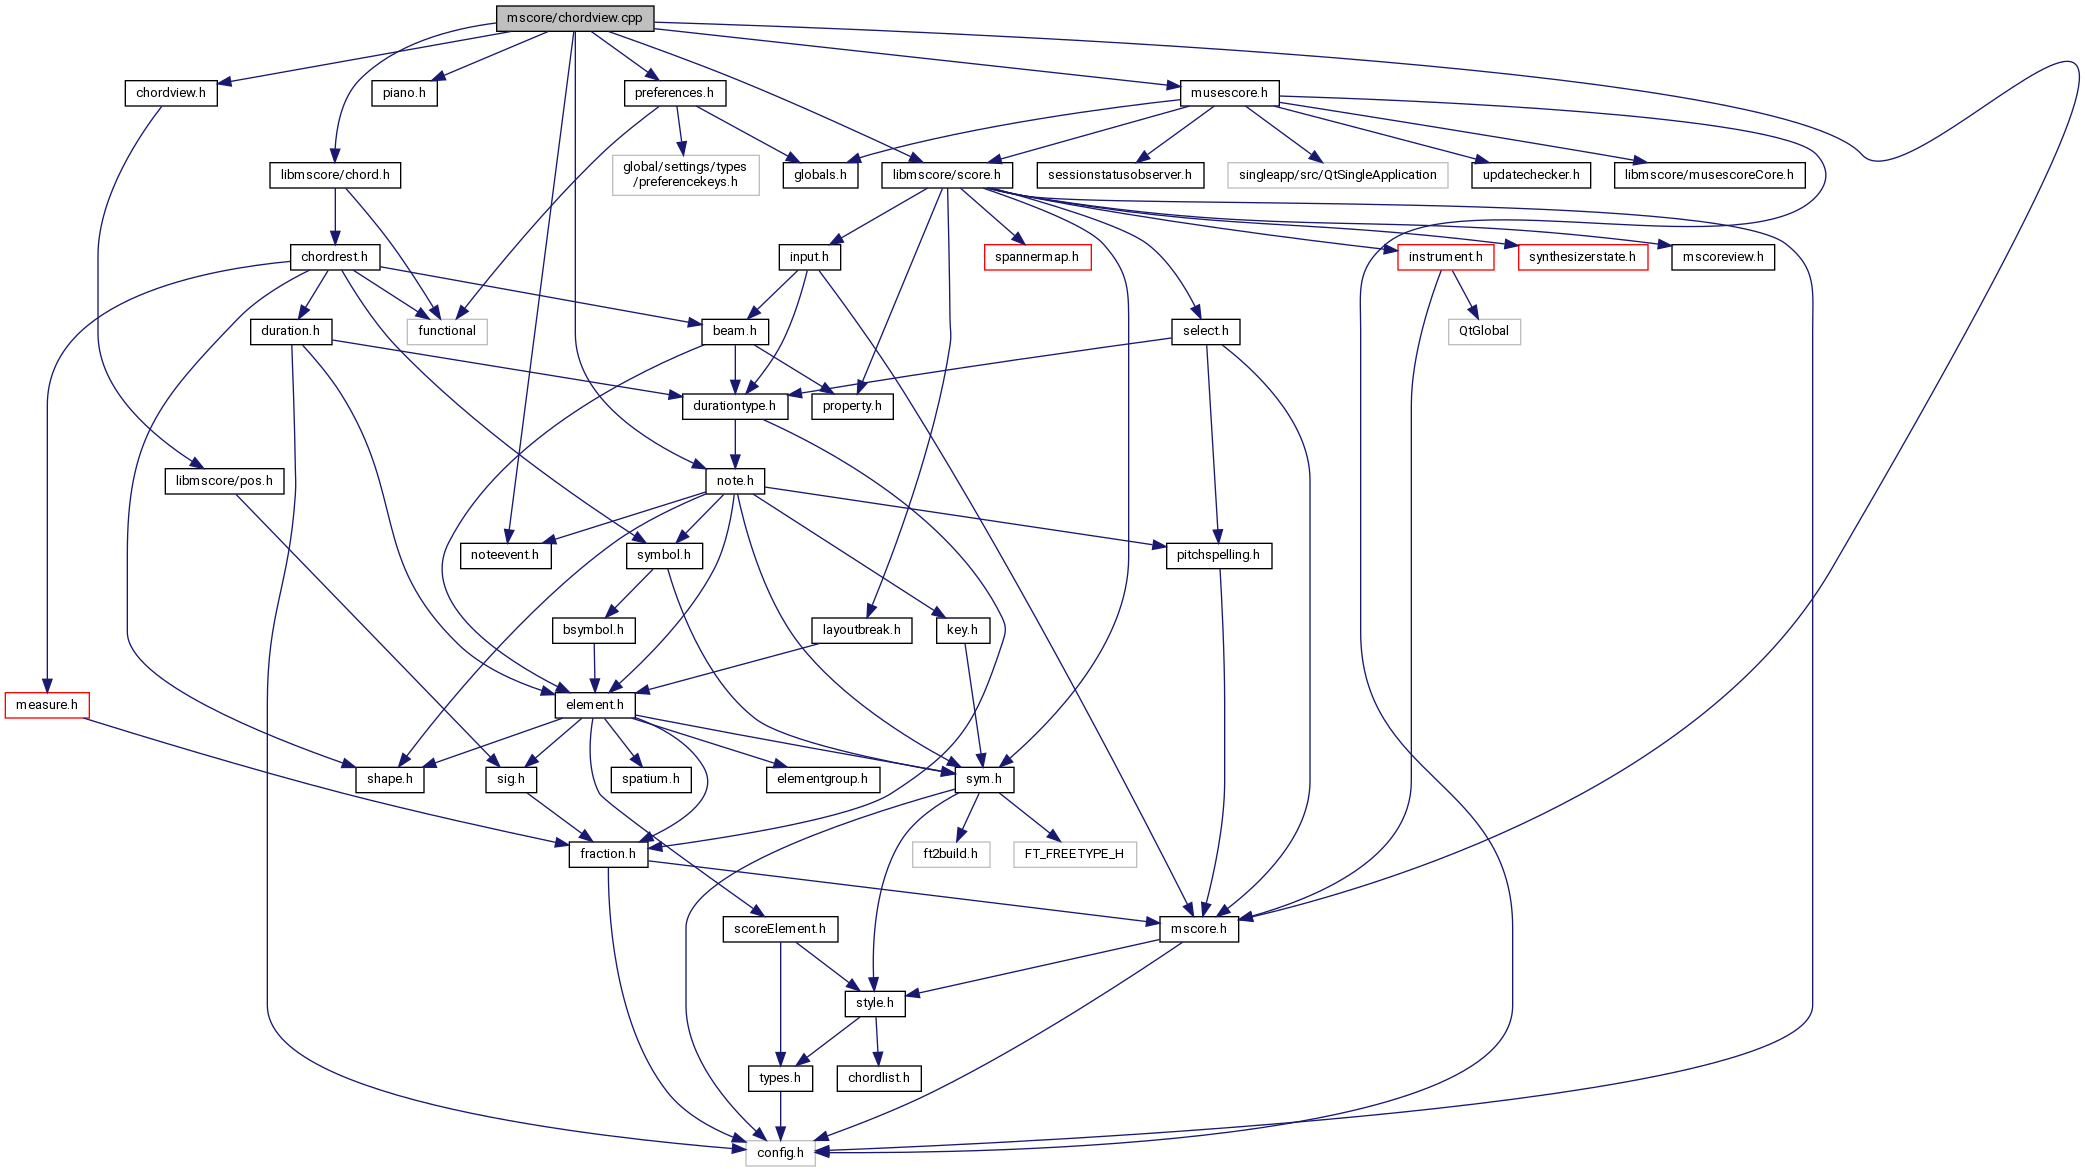 mscore/chordview.cpp
chordview.h
piano.h
preferences.h
musescore.h
libmscore/chord.h
global/settings/types
/preferencekeys.h
globals.h
libmscore/score.h
sessionstatusobserver.h
singleapp/src/QtSingleApplication
updatechecker.h
libmscore/musescoreCore.h
chordrest.h
input.h
spannermap.h
instrument.h
synthesizerstate.h
mscoreview.h
duration.h
functional
beam.h
select.h
QtGlobal
durationtype.h
property.h
libmscore/pos.h
note.h
noteevent.h
symbol.h
pitchspelling.h
bsymbol.h
layoutbreak.h
key.h
measure.h
element.h
shape.h
sig.h
spatium.h
elementgroup.h
sym.h
fraction.h
ft2build.h
FT_FREETYPE_H
scoreElement.h
mscore.h
style.h
types.h
chordlist.h
config.h